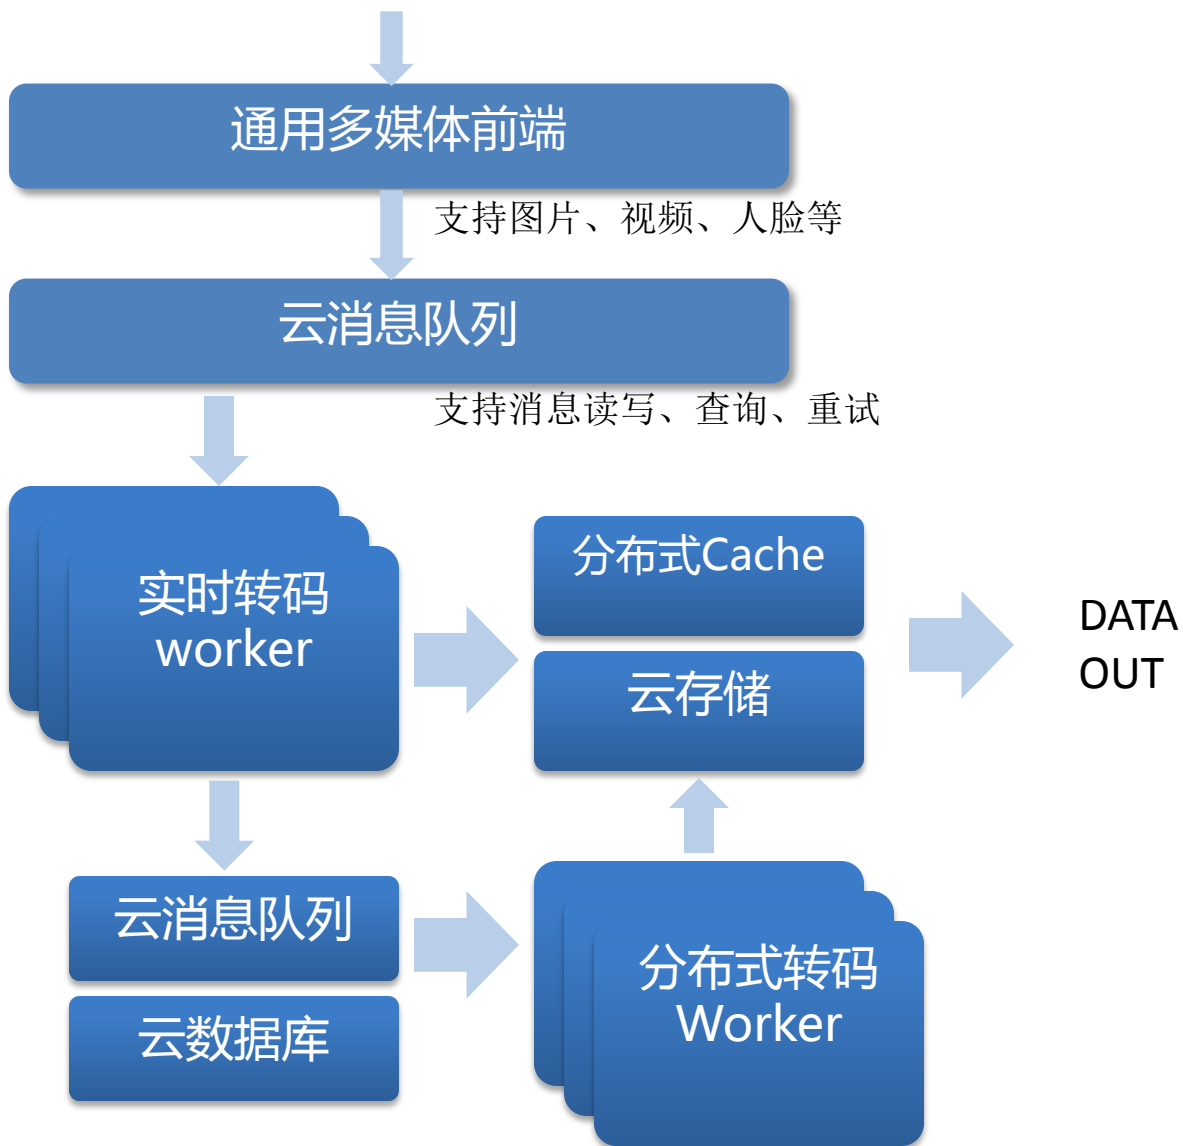 通用多媒体前端
支持图片、视频、人脸等
云消息队列
支持消息读写、查询、重试
实时转码
worker
分布式Cache
云存储
DATA
OUT
云消息队列
云数据库
分布式转码
Worker